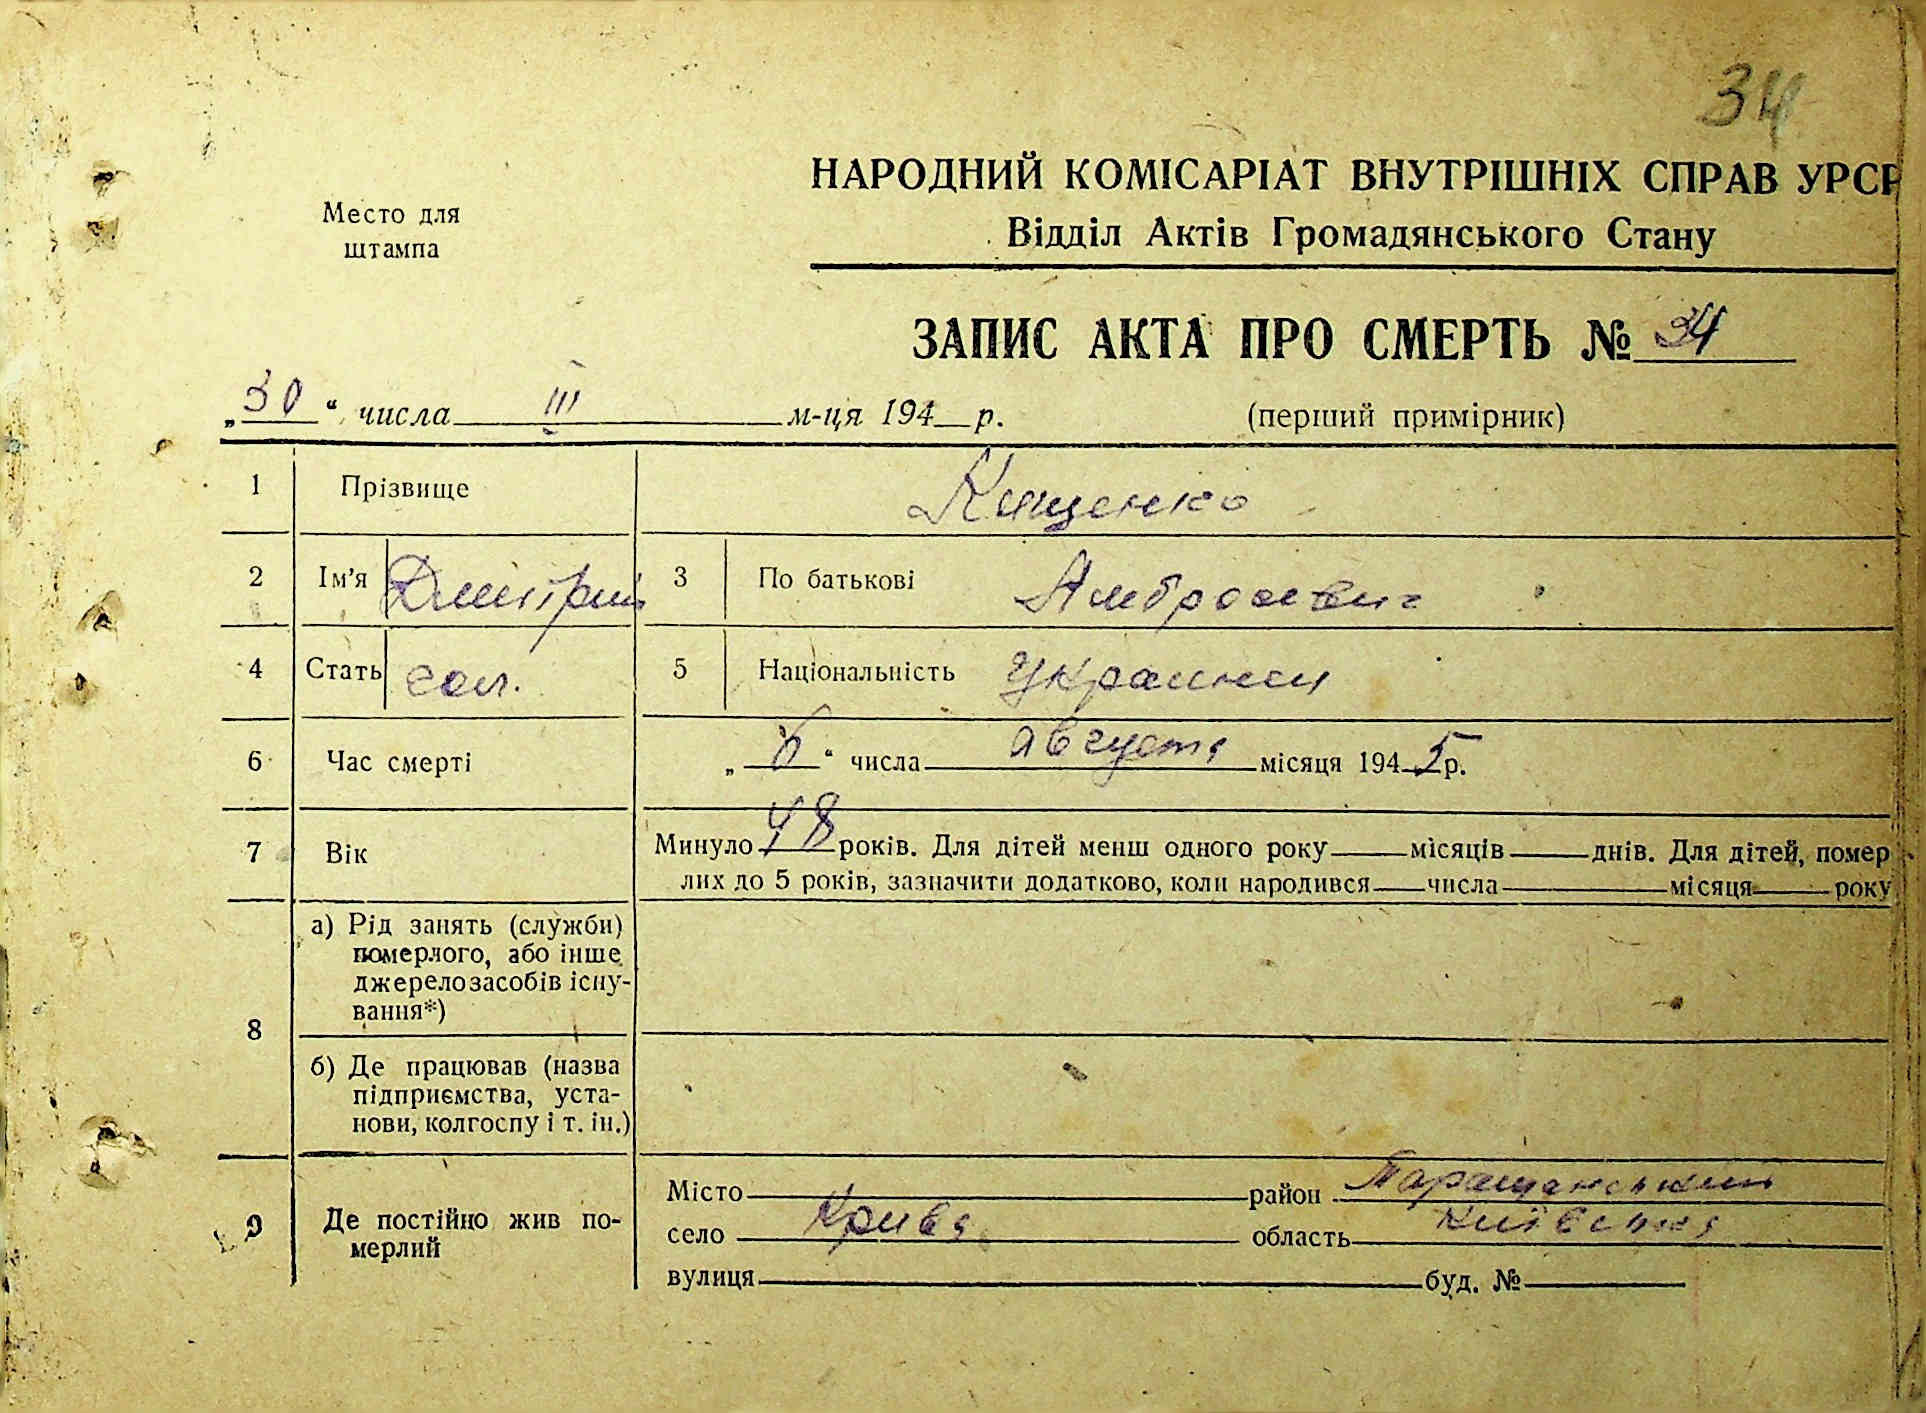 34
НАРОДНИЙ КОМІСАРІАТ ВНУТРІШНІХ СПРАВ УРСР
Место для штампа
Відділ Актів Громадянського Стану
ЗАПИС АКТА ПРО СМЕРТЬ № 34
„30“ числа III м-ця 194 р. (перший примірник)
1 Прізвище Кищенко
2 Ім'я Дмитрий 3 По батькові Амбросевич
4 Стать чол. 5 Національність Украинец
6 Час смерті „6“ числа августа місяця 1945 р.
7 Вік Минуло 48 років. Для дітей менш одного року місяців днів. Для дітей, помер
лих до 5 років, зазначити додатково, коли народився числа місяця року
8 а) Рід занять (служби)
померлого, або інше
джерело засобів існу-
вання*)
б) Де працював (назва
підприємства, уста-
нови, колгоспу і т. ін.)
9 Де постійно жив по-
мерлий
Місто район Таращанський
село Крива область Київська
вулиця буд. №